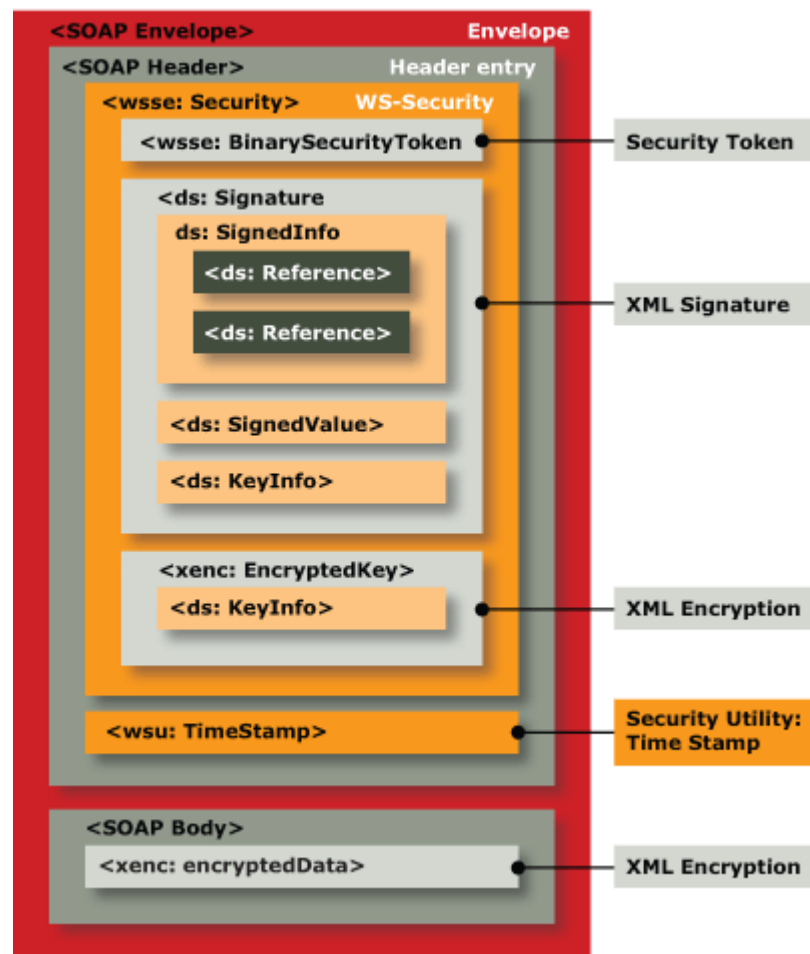 <SOAP Envelope> Envelope
<SOAP Header> Header entry
<wsse: Security> WS-Security
<wsse: BinarySecurityToken
Security Token
<ds: Signature
ds: SignedInfo
<ds: Reference>
XML Signature
<ds: Reference>
<ds: SignedValue>
<ds: KeyInfo>
<xenc: EncryptedKey>
<ds: KeyInfo>
XML Encryption
<wsu: TimeStamp>
Security Utility:
Time Stamp
<SOAP Body>
<xenc: encryptedData>
XML Encryption